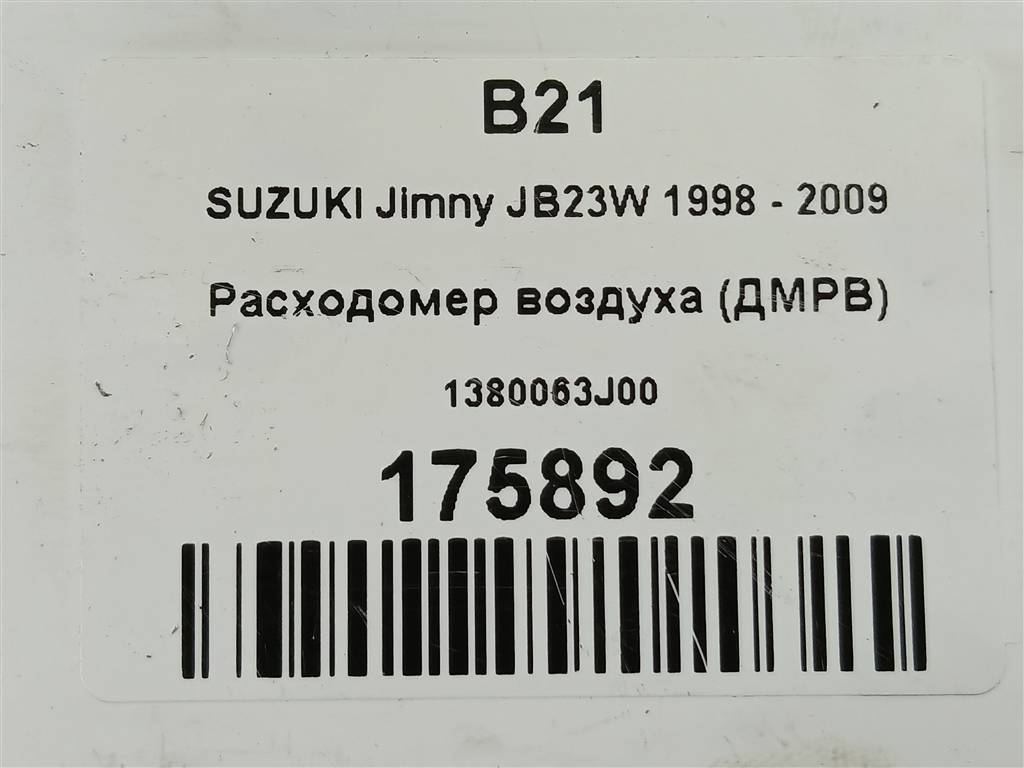 B21
SUZUKI Jimny JB23W 1998 - 2009
Расходомер воздуха (ДМРВ)
1380063J00
175892